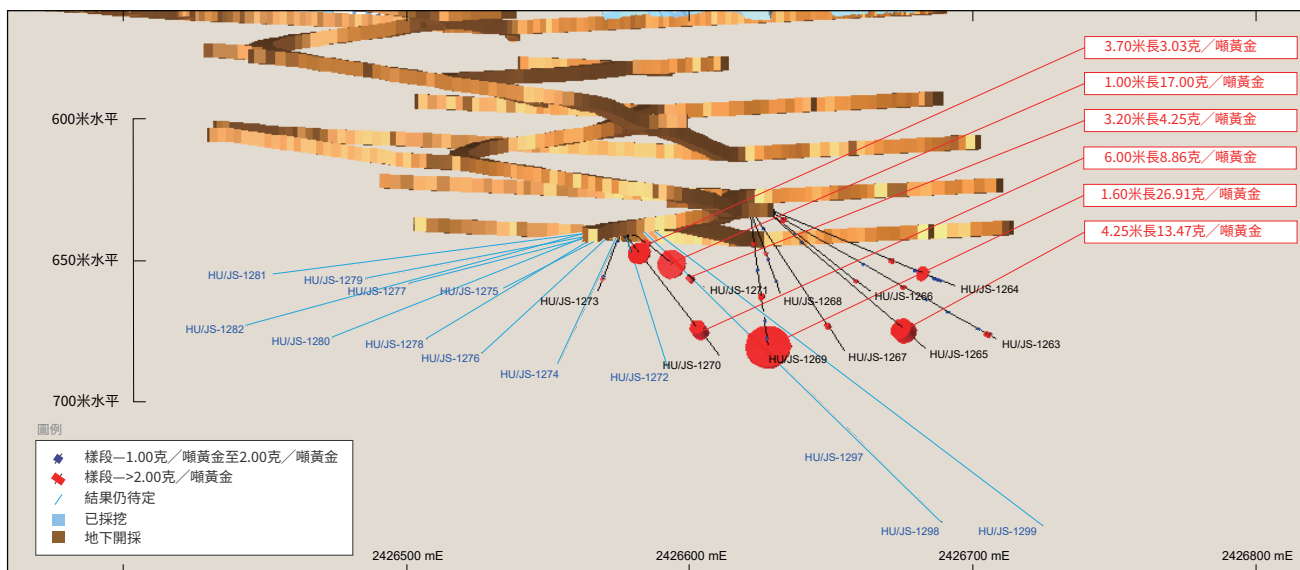 3.70米長3.03克／噸黃金
1.00米長17.00克／噸黃金
3.20米長4.25克／噸黃金
6.00米長8.86克／噸黃金
1.60米長26.91克／噸黃金
4.25米長13.47克／噸黃金
600米水平
650米水平
700米水平
HU/JS-1281
HU/JS-1279
HU/JS-1277
HU/JS-1275
HU/JS-1273
HU/JS-1271
HU/JS-1268
HU/JS-1266
HU/JS-1264
HU/JS-1282
HU/JS-1280
HU/JS-1278
HU/JS-1276
HU/JS-1274
HU/JS-1272
HU/JS-1270
HU/JS-1269
HU/JS-1267
HU/JS-1265
HU/JS-1263
HU/JS-1297
HU/JS-1298
HU/JS-1299
圖例
樣段—1.00克／噸黃金至2.00克／噸黃金
樣段—>2.00克／噸黃金
結果仍待定
已採挖
地下開採
2426500 mE
2426600 mE
2426700 mE
2426800 mE